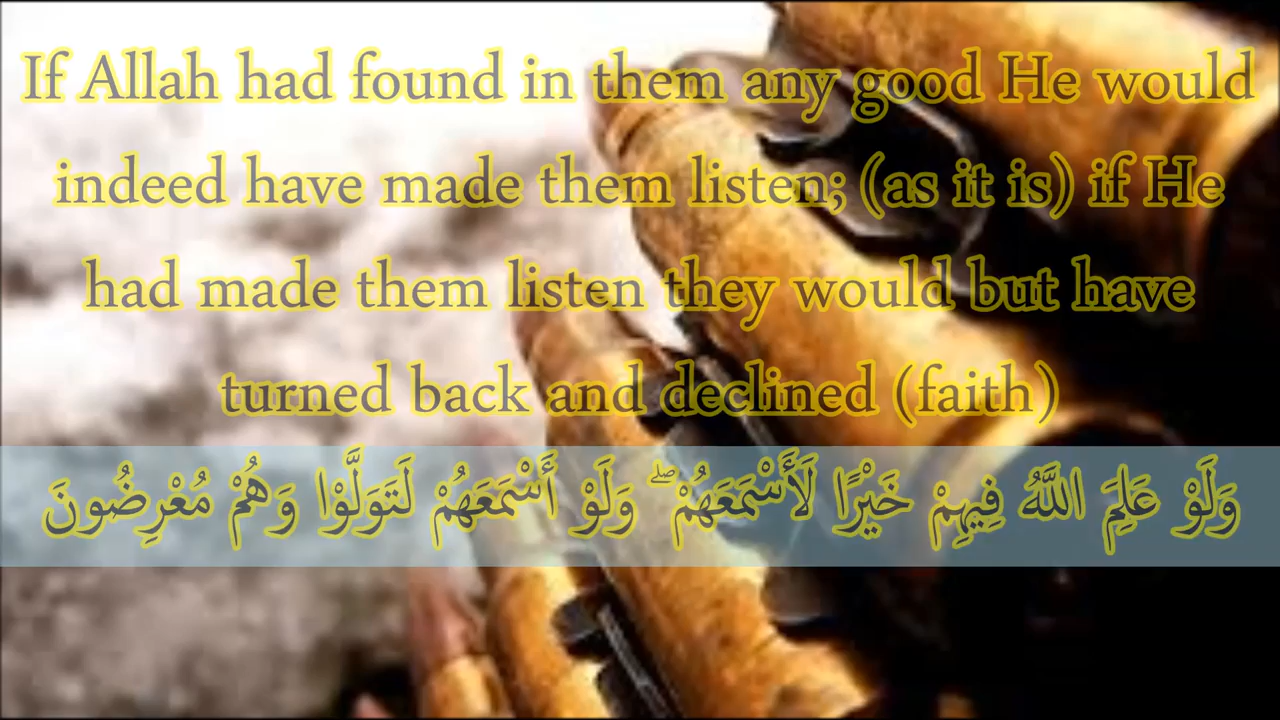 If Allah had found in them any good He would
indeed have made them listen; (as it is) if He
had made them listen they would but have
turned back and declined (faith)
وَلَوْ عَلِمَ اللَّهُ فِيهِمْ خَيْرًا لَأَسْمَعَهُمْ ۖ وَلَوْ أَسْمَعَهُمْ لَتَوَلَّوْا وَهُمْ مُعْرِضُونَ